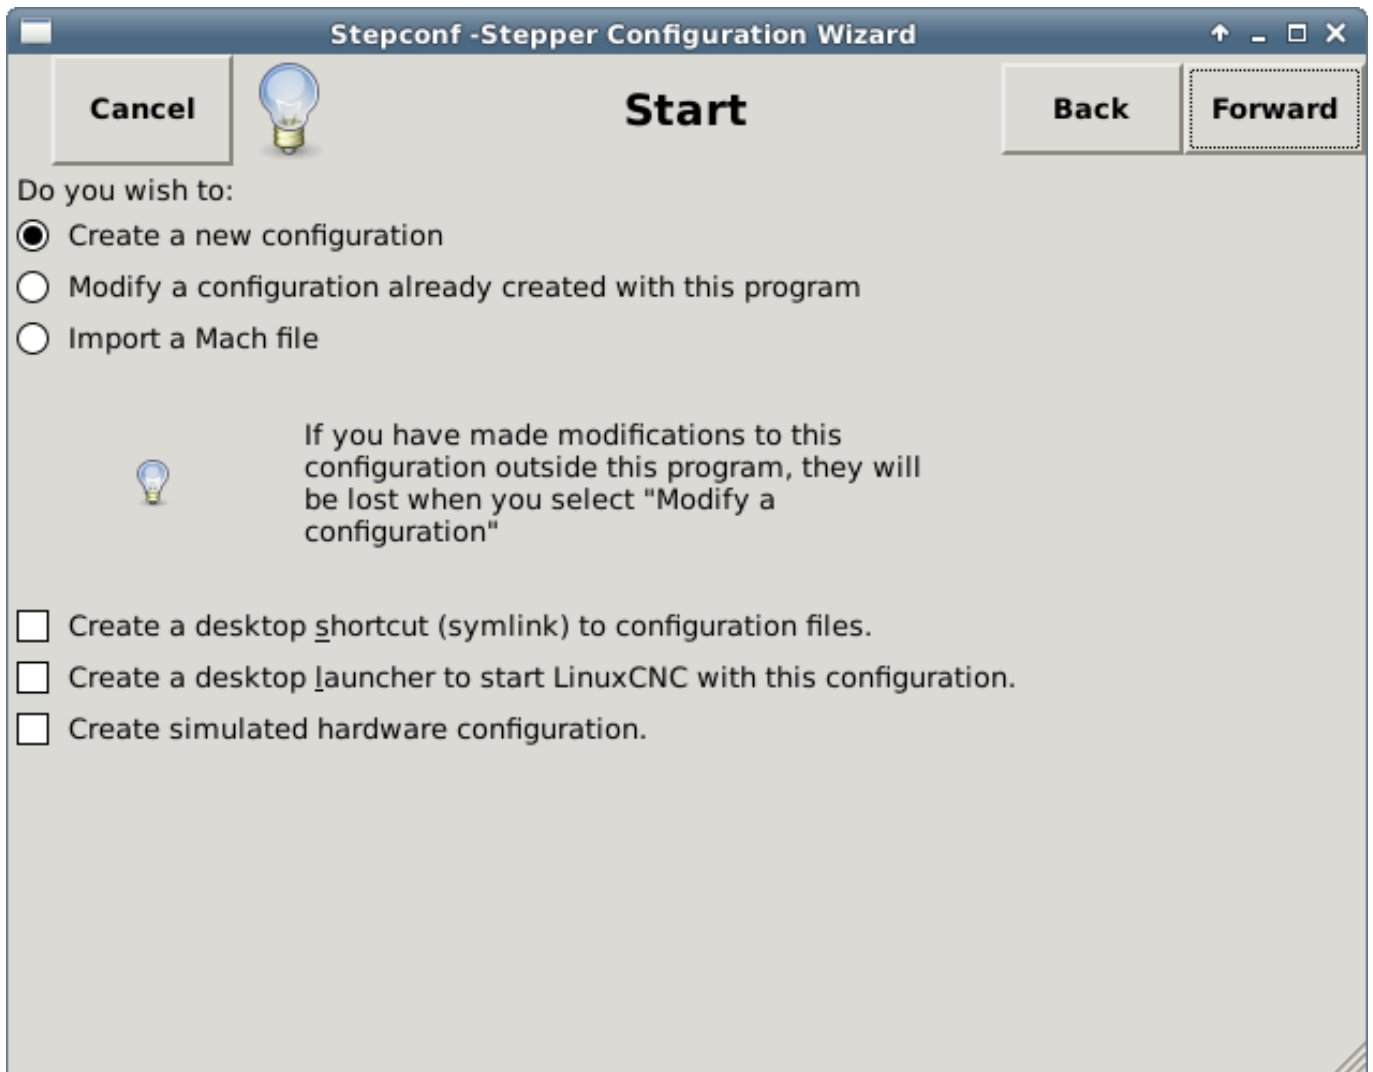 Stepconf -Stepper Configuration Wizard
Cancel
Start
Back
Forward
Do you wish to:
Create a new configuration
Modify a configuration already created with this program
Import a Mach file
If you have made modifications to this
configuration outside this program, they will
be lost when you select "Modify a
configuration"
Create a desktop shortcut (symlink) to configuration files.
Create a desktop launcher to start LinuxCNC with this configuration.
Create simulated hardware configuration.